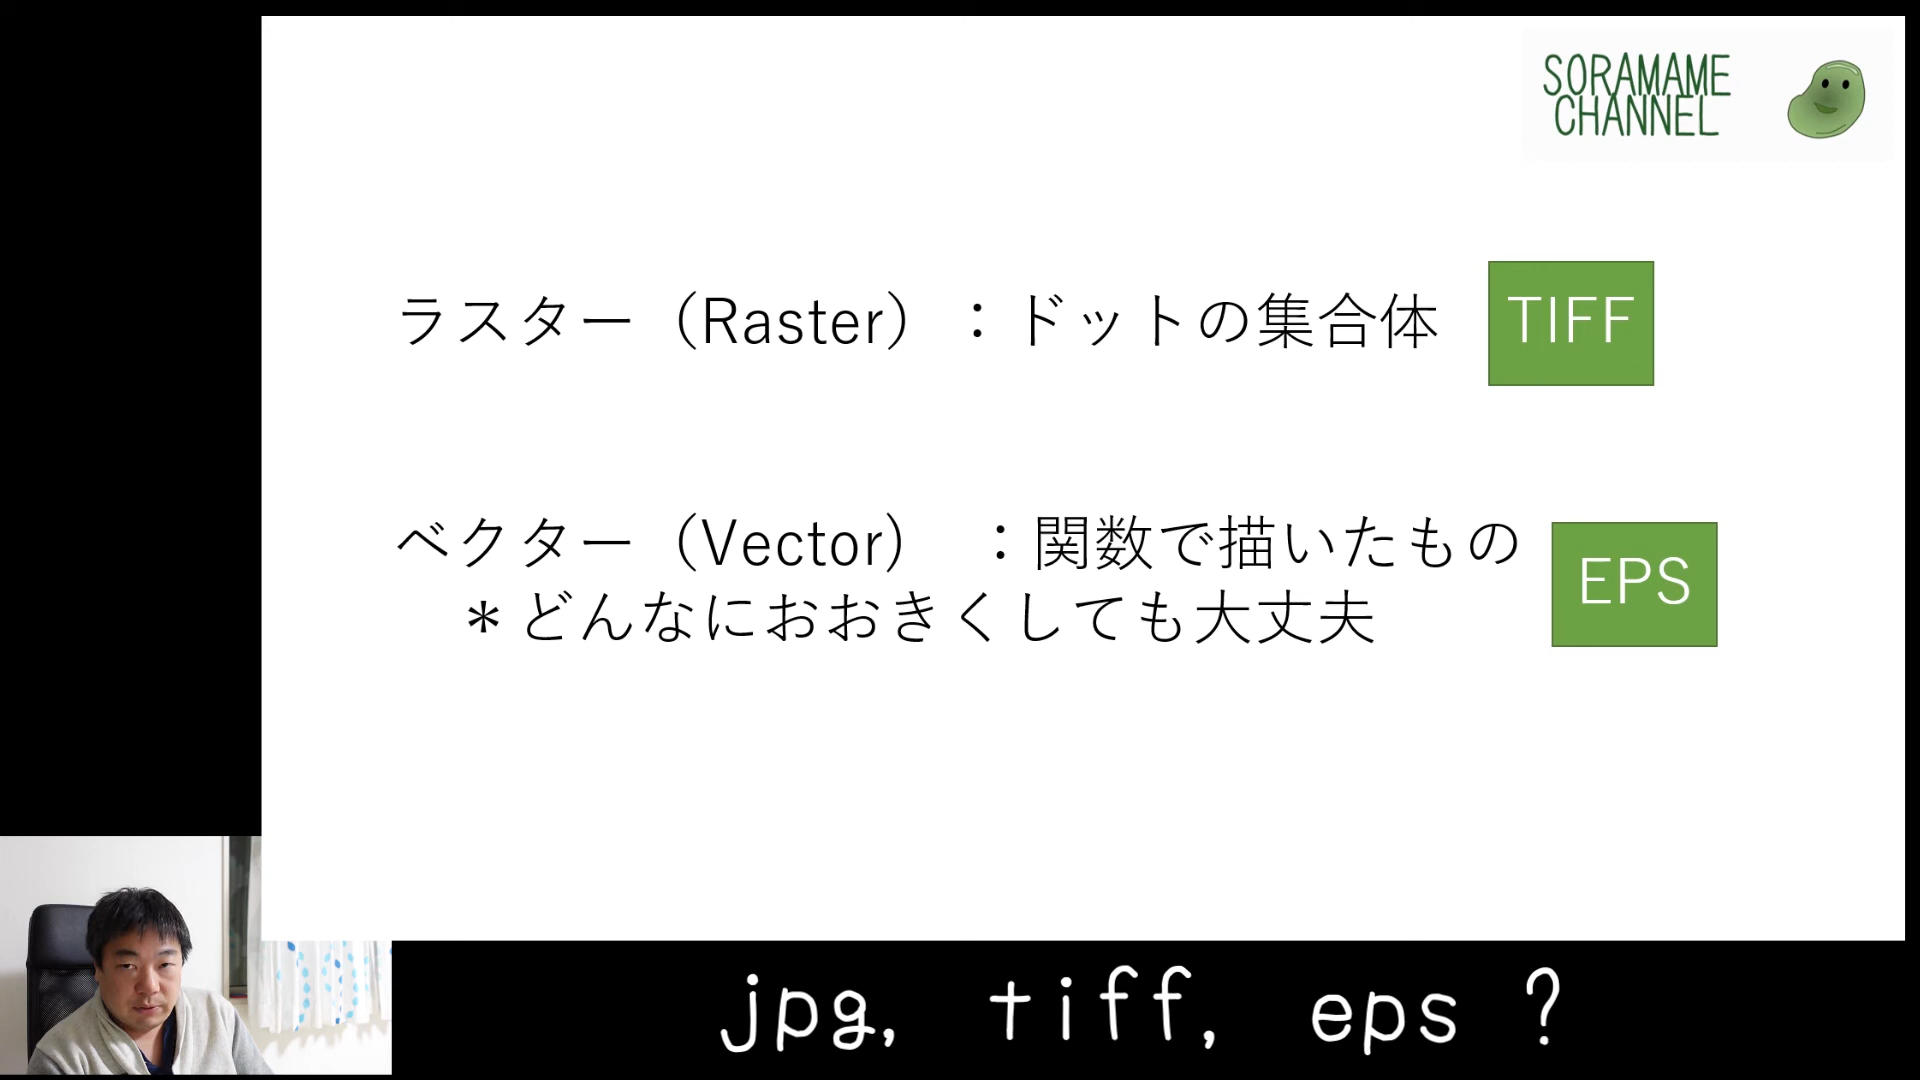 SORAMAME
CHANNEL
ラスター（Raster）：ドットの集合体
TIFF
ベクター（Vector）：関数で描いたもの
＊どんなにおおきくしても大丈夫
EPS
jpg, tiff, eps ?